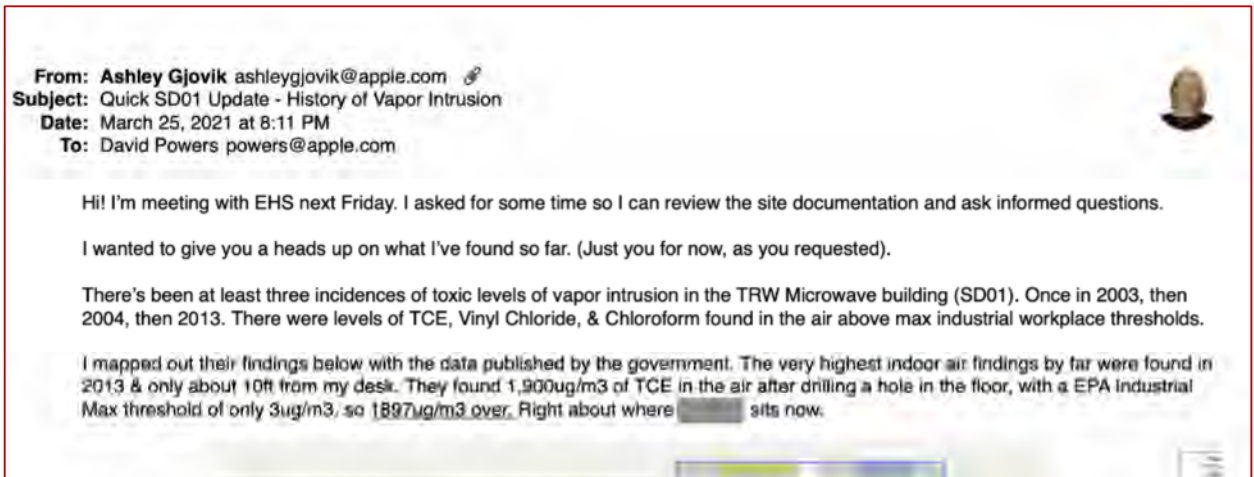 From: Ashley Gjovik ashleygjovik@apple.com
Subject: Quick SD01 Update - History of Vapor Intrusion
Date: March 25, 2021 at 8:11 PM
To: David Powers powers@apple.com
Hi! I'm meeting with EHS next Friday. I asked for some time so I can review the site documentation and ask informed questions.
I wanted to give you a heads up on what I've found so far. (Just you for now, as you requested).
There's been at least three incidences of toxic levels of vapor intrusion in the TRW Microwave building (SD01). Once in 2003, then
2004, then 2013. There were levels of TCE, Vinyl Chloride, & Chloroform found in the air above max industrial workplace thresholds.
I mapped out their findings below with the data published by the government. The very highest indoor air findings by far were found in
2013 & only about 10ft from my desk. They found 1,900ug/m3 of TCE in the air after drilling a hole in the floor, with a EPA Industrial
Max threshold of only 3ug/m3, so 1897ug/m3 over. Right about where sits now.